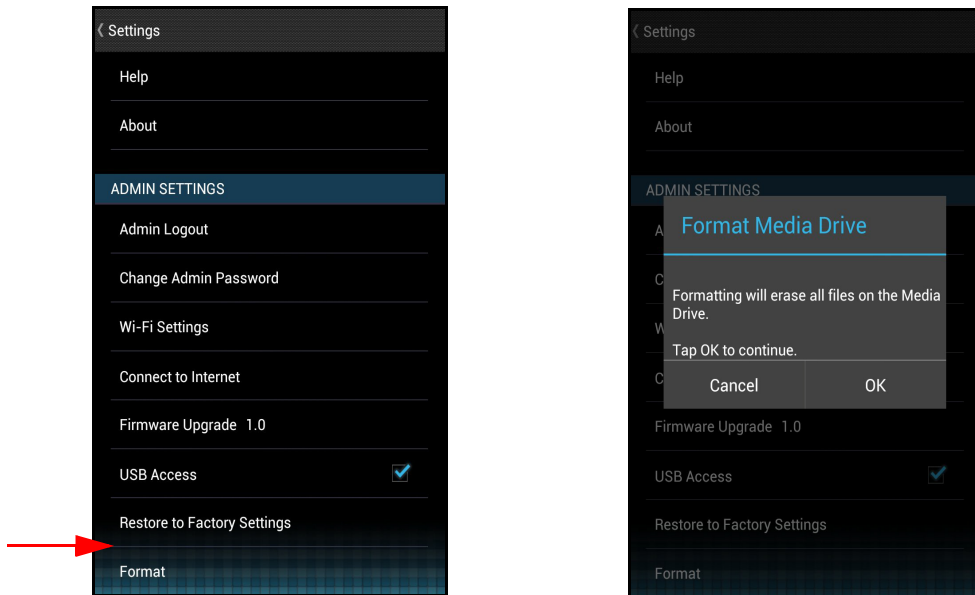 Settings
Help
About
ADMIN SETTINGS
Admin Logout
Change Admin Password
Wi-Fi Settings
Connect to Internet
Firmware Upgrade 1.0
USB Access
Restore to Factory Settings
Format
Settings
Help
About
ADMIN SETTINGS
A
Format Media Drive
C
Formatting will erase all files on the Media
Drive.
W
Tap OK to continue.
C
Cancel OK
Firmware Upgrade 1.0
USB Access
Restore to Factory Settings
Format